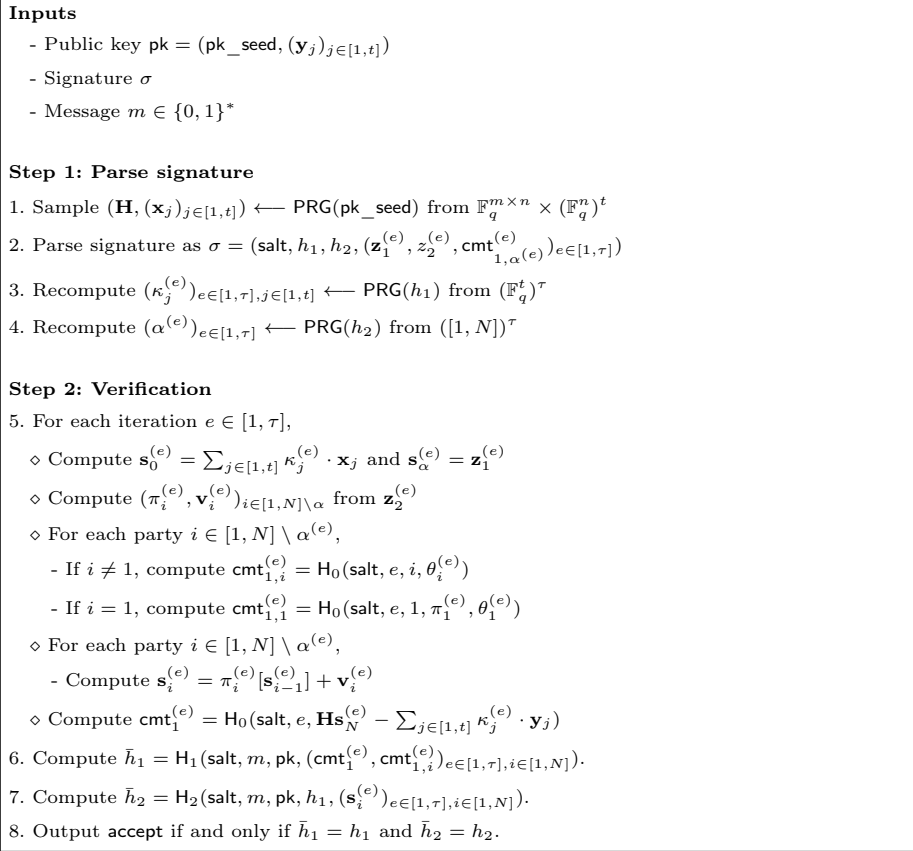 Inputs
- Public key pk = (pk_seed, (y_j)_{j∈[1,t]})
- Signature σ
- Message m ∈ {0, 1}^*
Step 1: Parse signature
1. Sample (H, (x_j)_{j∈[1,t]}) ⟵ PRG(pk_seed) from F_q^{m×n} × (F_q^n)^t
2. Parse signature as σ = (salt, h_1, h_2, (z_1^{(e)}, z_2^{(e)}, cmt_{1,α^{(e)}}^{(e)})_{e∈[1,τ]})
3. Recompute (κ_j^{(e)})_{e∈[1,τ],j∈[1,t]} ⟵ PRG(h_1) from (F_q^t)^τ
4. Recompute (α^{(e)})_{e∈[1,τ]} ⟵ PRG(h_2) from ([1, N])^τ
Step 2: Verification
5. For each iteration e ∈ [1, τ],
⋄ Compute s_0^{(e)} = ∑_{j∈[1,t]} κ_j^{(e)} · x_j and s_α^{(e)} = z_1^{(e)}
⋄ Compute (π_i^{(e)}, v_i^{(e)})_{i∈[1,N]\α} from z_2^{(e)}
⋄ For each party i ∈ [1, N] \ α^{(e)},
- If i ≠ 1, compute cmt_{1,i}^{(e)} = H_0(salt, e, i, θ_i^{(e)})
- If i = 1, compute cmt_{1,1}^{(e)} = H_0(salt, e, 1, π_1^{(e)}, θ_1^{(e)})
⋄ For each party i ∈ [1, N] \ α^{(e)},
- Compute s_i^{(e)} = π_i^{(e)}[s_{i−1}^{(e)}] + v_i^{(e)}
⋄ Compute cmt_1^{(e)} = H_0(salt, e, Hs_N^{(e)} − ∑_{j∈[1,t]} κ_j^{(e)} · y_j)
6. Compute h̄_1 = H_1(salt, m, pk, (cmt_1^{(e)}, cmt_{1,i}^{(e)})_{e∈[1,τ],i∈[1,N]}).
7. Compute h̄_2 = H_2(salt, m, pk, h_1, (s_i^{(e)})_{e∈[1,τ],i∈[1,N]}).
8. Output accept if and only if h̄_1 = h_1 and h̄_2 = h_2.